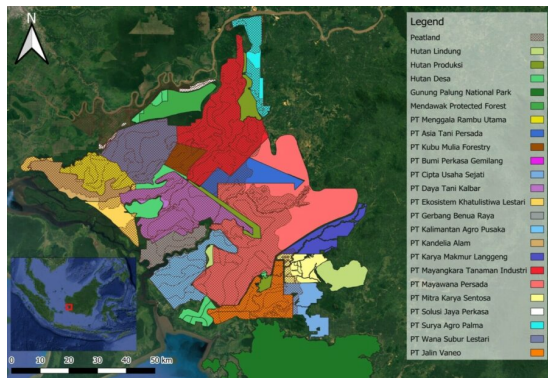 N
Legend
Peatland
Hutan Lindung
Hutan Produksi
Hutan Desa
Gunung Palung National Park
Mendawak Protected Forest
PT Menggala Rambu Utama
PT Asia Tani Persada
PT Kubu Mulia Forestry
PT Bumi Perkasa Gemilang
PT Cipta Usaha Sejati
PT Daya Tani Kalbar
PT Ekosistem Khatulistiwa Lestari
PT Gerbang Benua Raya
PT Kalimantan Agro Pusaka
PT Kandelia Alam
PT Karya Makmur Langgeng
PT Mayangkara Tanaman Industri
PT Mayawana Persada
PT Mitra Karya Sentosa
PT Solusi Jaya Perkasa
PT Surya Agro Palma
PT Wana Subur Lestari
PT Jalin Vaneo
0 10 20 30 40 50 km